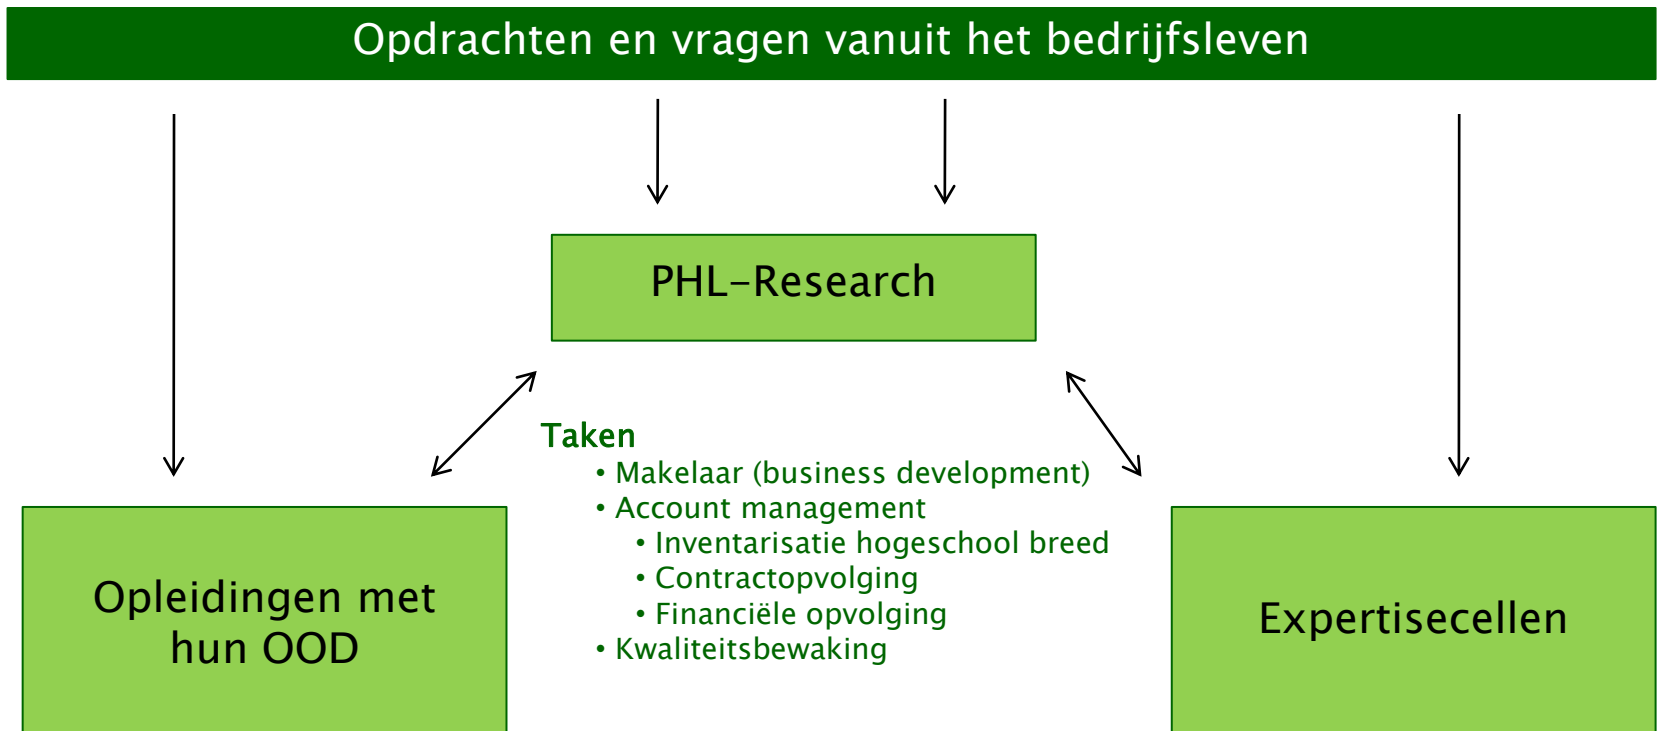 Opdrachten en vragen vanuit het bedrijfsleven
PHL-Research
Taken
• Makelaar (business development)
• Account management
• Inventarisatie hogeschool breed
• Contractopvolging
• Financiële opvolging
• Kwaliteitsbewaking
Opleidingen met
hun OOD
Expertisecellen